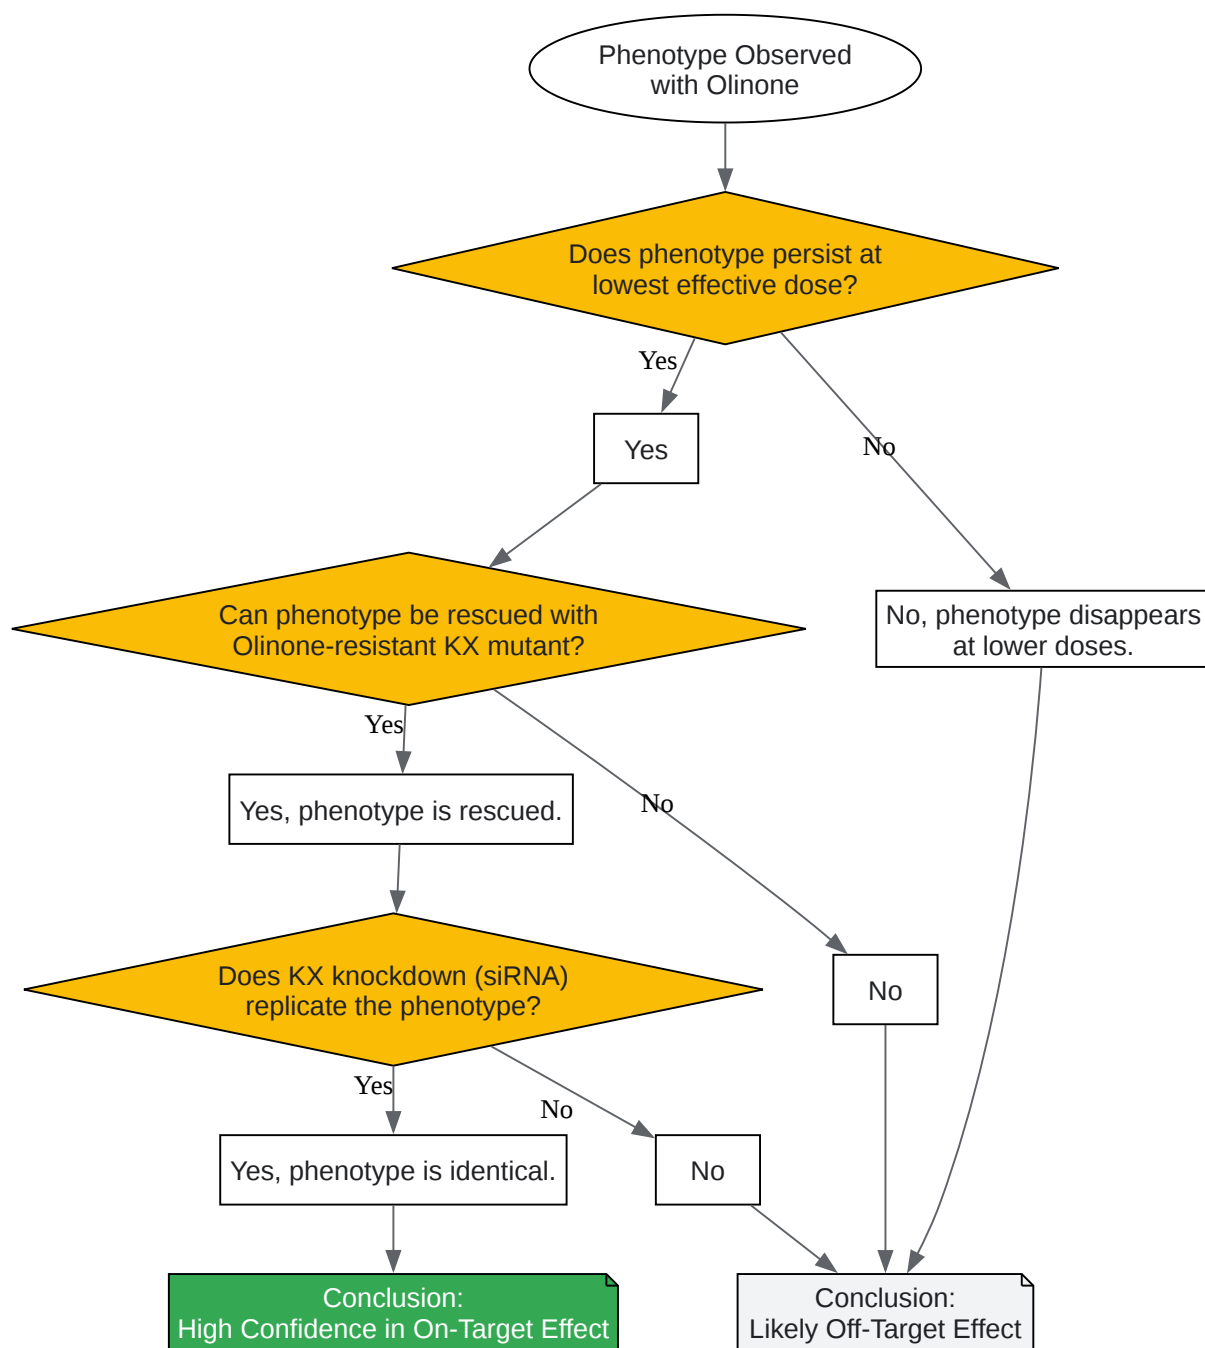 Phenotype Observed
with Olinone
Does phenotype persist at
lowest effective dose?
Yes
No
Yes
No, phenotype disappears
at lower doses.
Can phenotype be rescued with
Olinone-resistant KX mutant?
Yes
No
Yes, phenotype is rescued.
No
Does KX knockdown (siRNA)
replicate the phenotype?
Yes
No
Yes, phenotype is identical.
No
Conclusion:
High Confidence in On-Target Effect
Conclusion:
Likely Off-Target Effect